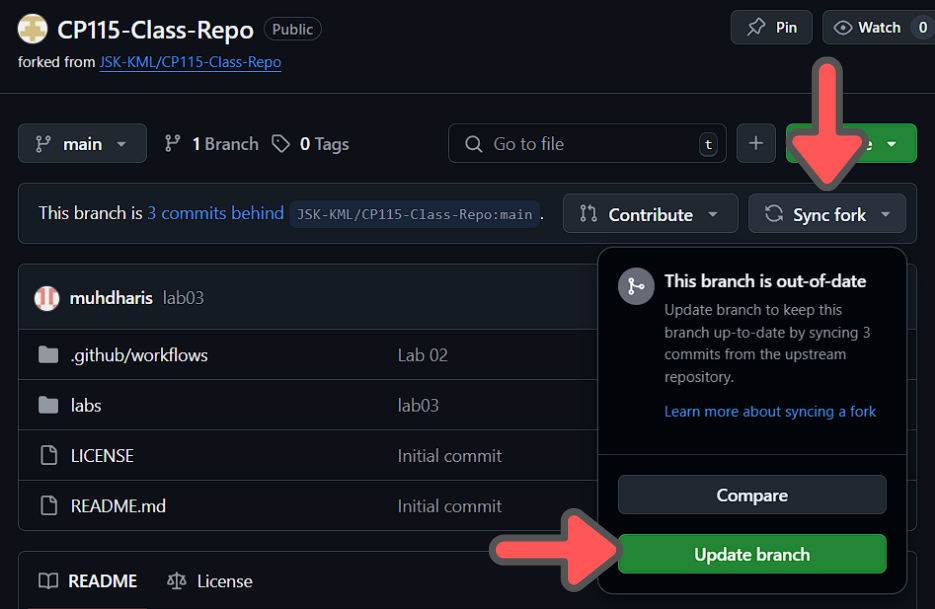 CP115-Class-Repo Public Pin Watch 0
forked from JSK-KML/CP115-Class-Repo
main 1 Branch 0 Tags Go to file t
This branch is 3 commits behind JSK-KML/CP115-Class-Repo:main . Contribute Sync fork
muhdharis lab03
.github/workflows Lab 02
labs lab03
LICENSE Initial commit
README.md Initial commit
README License
This branch is out-of-date
Update branch to keep this
branch up-to-date by syncing 3
commits from the upstream
repository.
Learn more about syncing a fork
Compare
Update branch